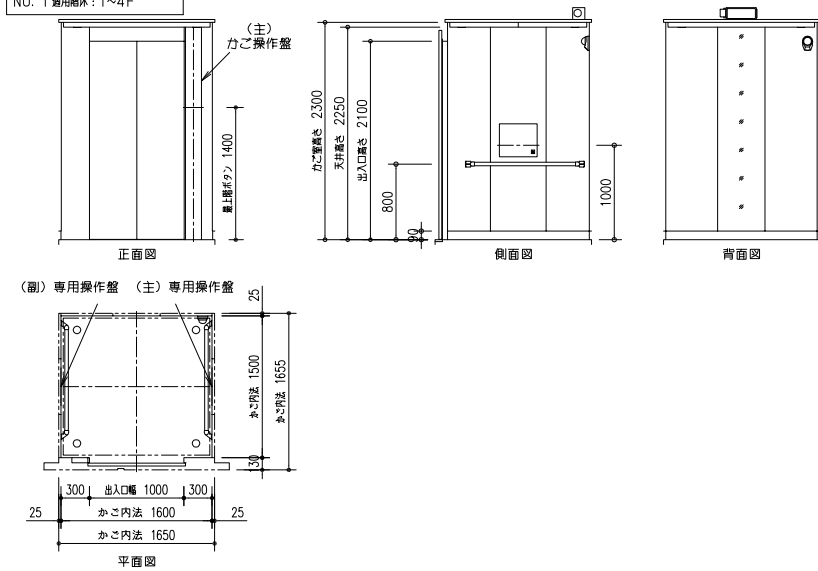 NO. 1 適用階床：1~4F
（主）
かご操作盤
最上階ボタン 1400
正面図
かご室高さ 2300
天井高さ 2250
出入口高さ 2100
800
90
1000
側面図
背面図
（副）専用操作盤 （主）専用操作盤
25
かご内法 1500
かご内法 1655
130
300 出入口幅 1000 300
25 かご内法 1600 25
かご内法 1650
平面図